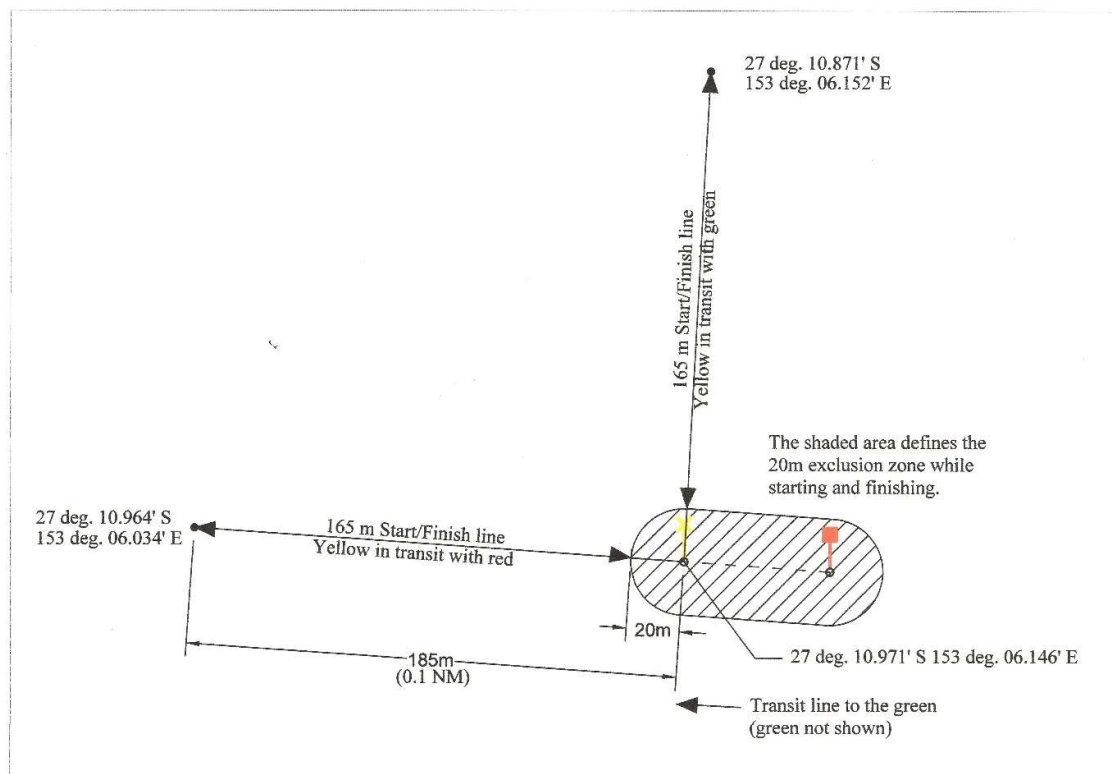 27 deg. 10.871' S
153 deg. 06.152' E
165 m Start/Finish line
Yellow in transit with green
The shaded area defines the
20m exclusion zone while
starting and finishing.
27 deg. 10.964' S
153 deg. 06.034' E
165 m Start/Finish line
Yellow in transit with red
20m
185m
(0.1 NM)
27 deg. 10.971' S 153 deg. 06.146' E
Transit line to the green
(green not shown)